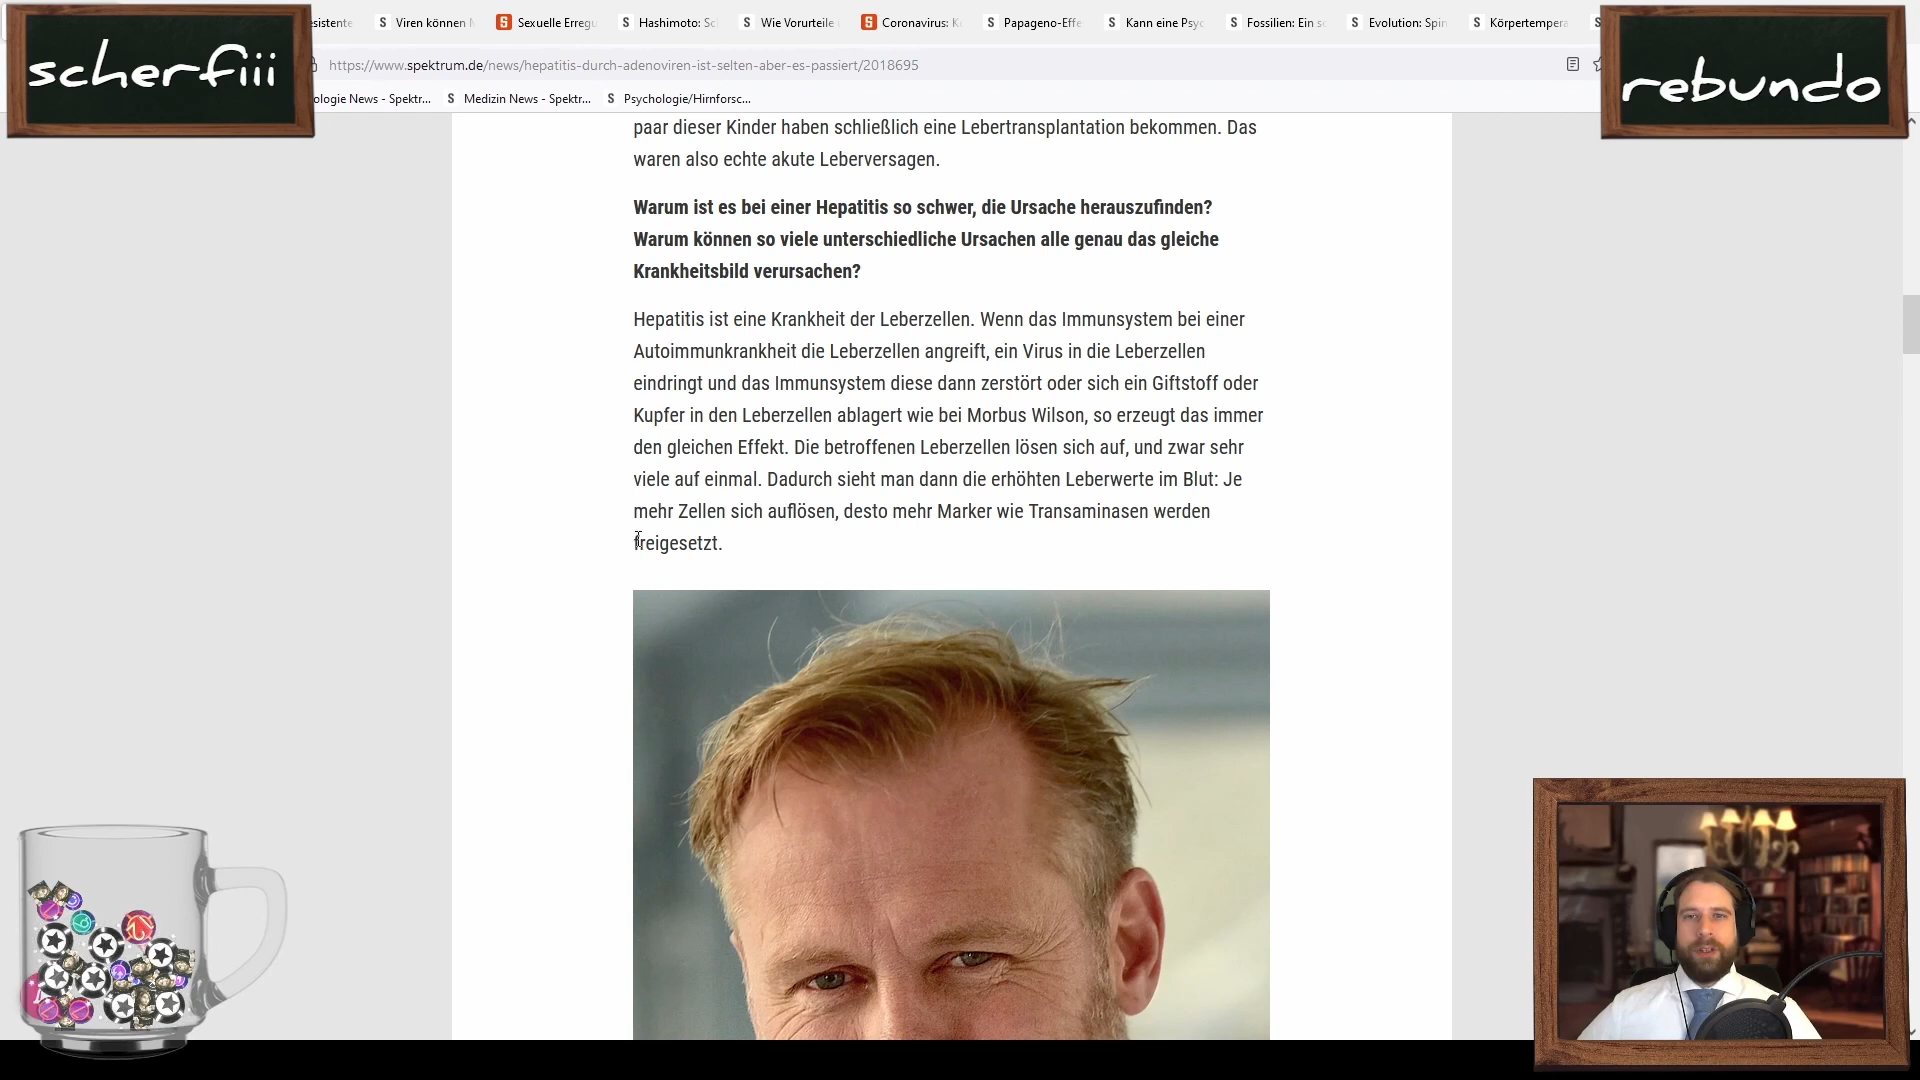 scherfiii
rebundo
Viren können
Sexuelle Erreg
Hashimoto:
Wie Vorurteile
Coronavirus:
Papageno-Effe
Kann eine Psyc
Fossilien: Ein
Evolution: Spin
Körpertempera
https://www.spektrum.de/news/hepatitis-durch-adenoviren-ist-selten-aber-es-passiert/2018695
ologie News - Spektr...
Medizin News - Spektr...
Psychologie/Hirnforsc...
paar dieser Kinder haben schließlich eine Lebertransplantation bekommen. Das
waren also echte akute Leberversagen.
Warum ist es bei einer Hepatitis so schwer, die Ursache herauszufinden?
Warum können so viele unterschiedliche Ursachen alle genau das gleiche
Krankheitsbild verursachen?
Hepatitis ist eine Krankheit der Leberzellen. Wenn das Immunsystem bei einer
Autoimmunkrankheit die Leberzellen angreift, ein Virus in die Leberzellen
eindringt und das Immunsystem diese dann zerstört oder sich ein Giftstoff oder
Kupfer in den Leberzellen ablagert wie bei Morbus Wilson, so erzeugt das immer
den gleichen Effekt. Die betroffenen Leberzellen lösen sich auf, und zwar sehr
viele auf einmal. Dadurch sieht man dann die erhöhten Leberwerte im Blut: Je
mehr Zellen sich auflösen, desto mehr Marker wie Transaminasen werden
freigesetzt.